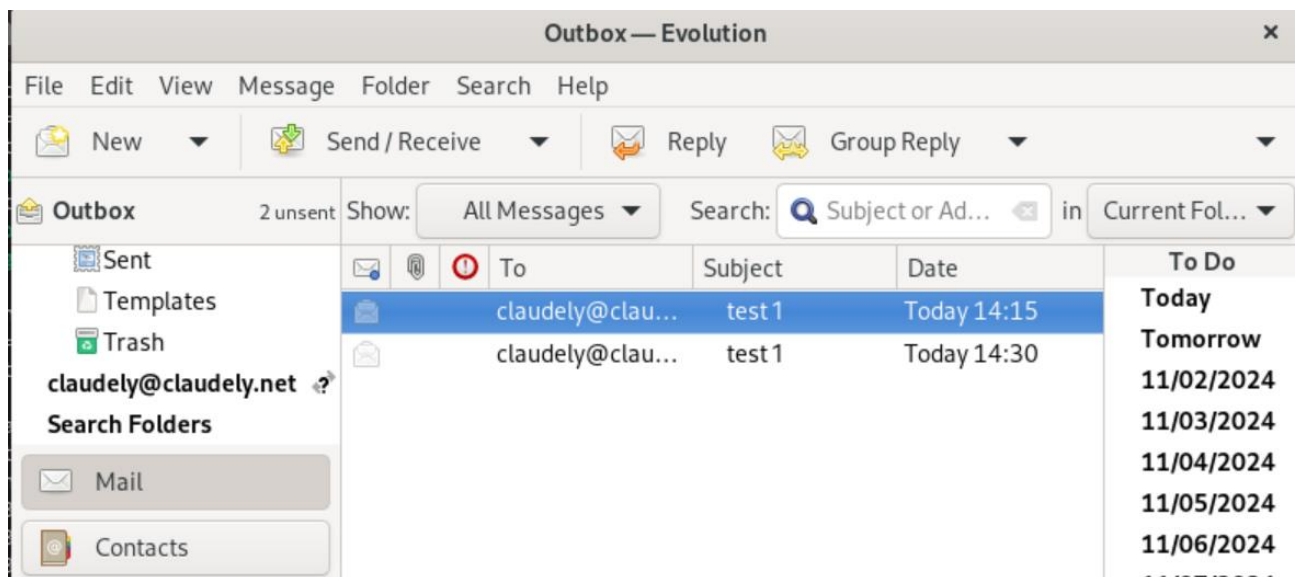 Outbox — Evolution
File Edit View Message Folder Search Help
New Send / Receive Reply Group Reply
Outbox 2 unsent Show: All Messages Search: Subject or Ad... in Current Fol...
Sent
Templates
Trash
claudely@claudely.net
Search Folders
Mail
Contacts
To Subject Date
claudely@clau... test1 Today 14:15
claudely@clau... test1 Today 14:30
To Do
Today
Tomorrow
11/02/2024
11/03/2024
11/04/2024
11/05/2024
11/06/2024